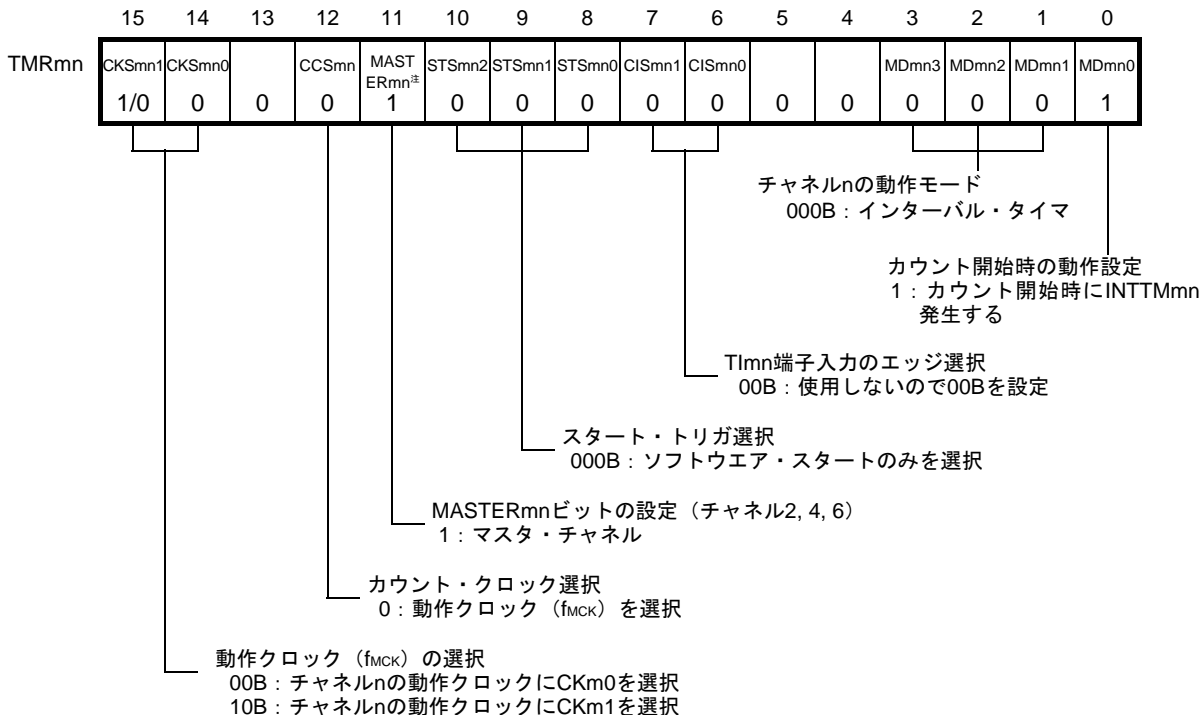 15 14 13 12 11 10 9 8 7 6 5 4 3 2 1 0
TMRmn CKSmn1 CKSmn0 CCSmn MAST STSmn2 STSmn1 STSmn0 CISmn1 CISmn0 MDmn3 MDmn2 MDmn1 MDmn0
ERmn注
1/0 0 0 0 1 0 0 0 0 0 0 0 0 0 0 1
チャネルnの動作モード
000B：インターバル・タイマ
カウント開始時の動作設定
1：カウント開始時にINTTMmn
発生する
TImn端子入力のエッジ選択
00B：使用しないので00Bを設定
スタート・トリガ選択
000B：ソフトウエア・スタートのみを選択
MASTERmnビットの設定（チャネル2, 4, 6）
1：マスタ・チャネル
カウント・クロック選択
0：動作クロック（fMCK）を選択
動作クロック（fMCK）の選択
00B：チャネルnの動作クロックにCKm0を選択
10B：チャネルnの動作クロックにCKm1を選択